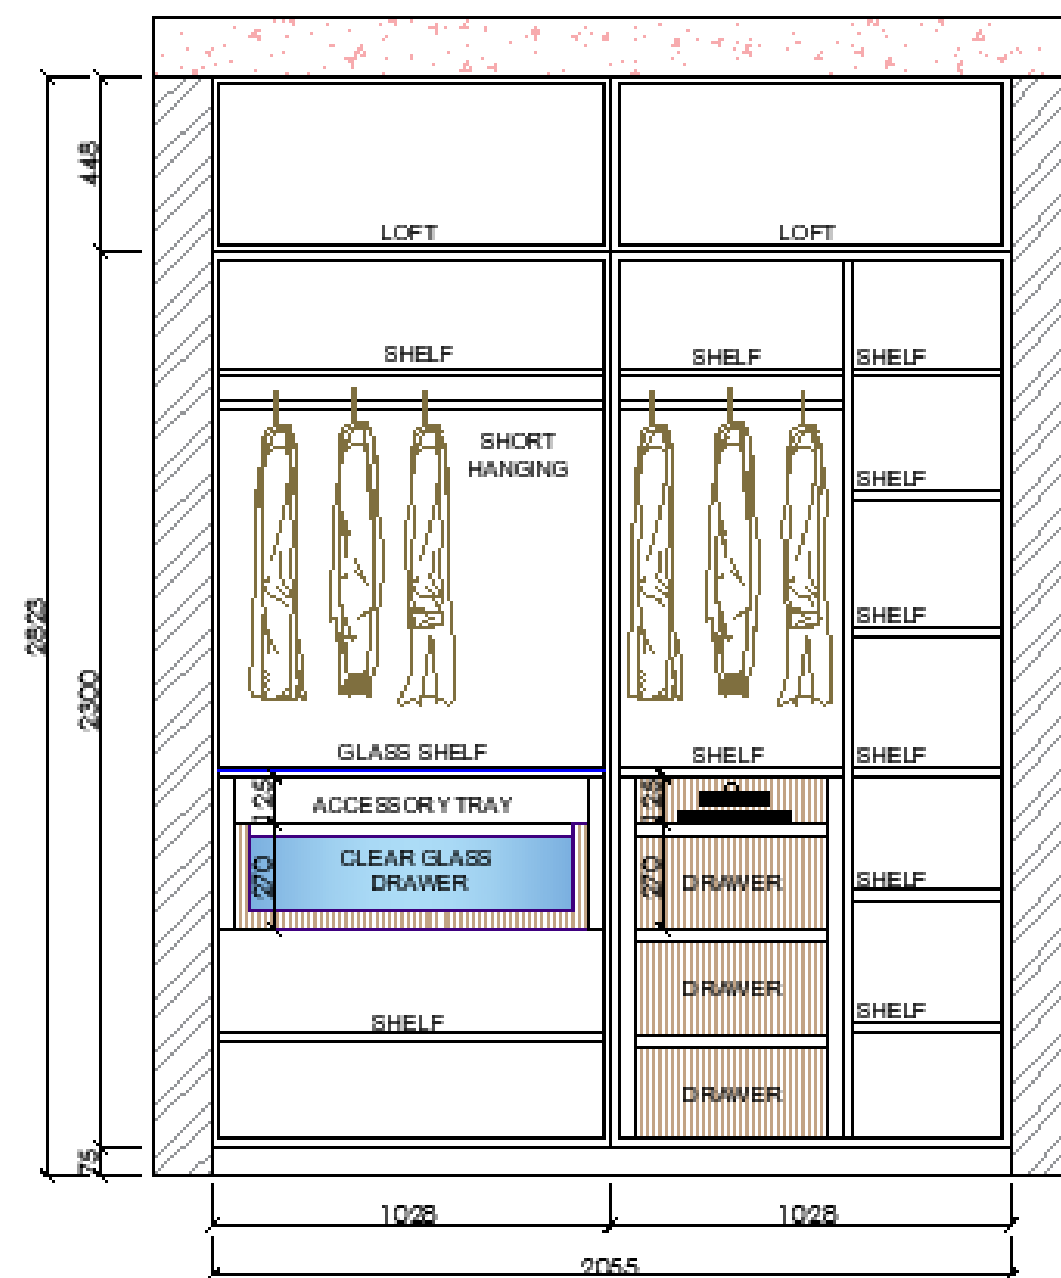 LOFT
LOFT
448
SHELF
SHELF
SHELF
SHORT
HANGING
SHELF
SHELF
2823
2300
GLASS SHELF
SHELF
SHELF
125
ACCESSORY TRAY
125
CLEAR GLASS
DRAWER
270
270
DRAWER
SHELF
DRAWER
SHELF
SHELF
DRAWER
75
1028
1028
2055